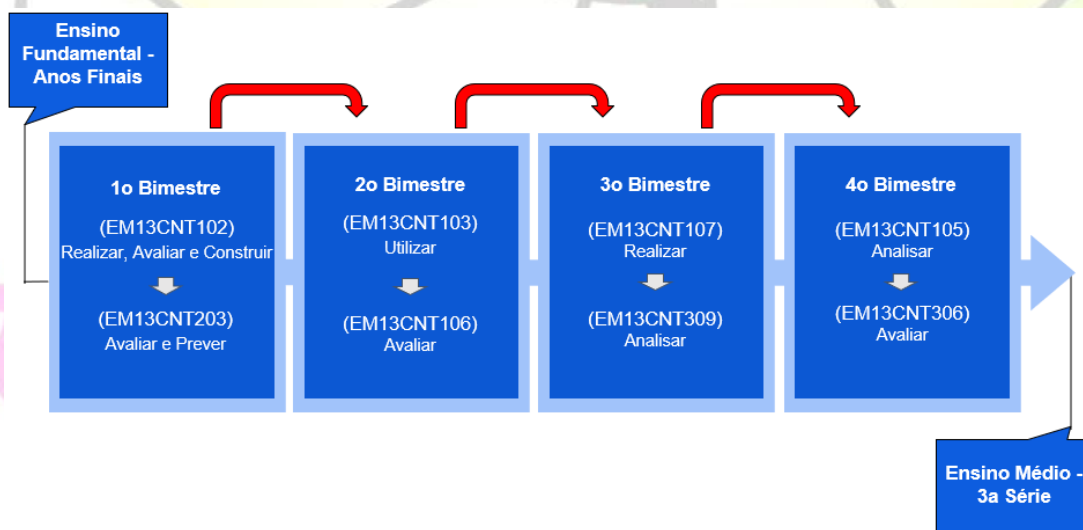 Ensino
Fundamental -
Anos Finais
1o Bimestre
(EM13CNT102)
Realizar, Avaliar e Construir
(EM13CNT203)
Avaliar e Prever
2o Bimestre
(EM13CNT103)
Utilizar
(EM13CNT106)
Avaliar
3o Bimestre
(EM13CNT107)
Realizar
(EM13CNT309)
Analisar
4o Bimestre
(EM13CNT105)
Analisar
(EM13CNT306)
Avaliar
Ensino Médio -
3a Série